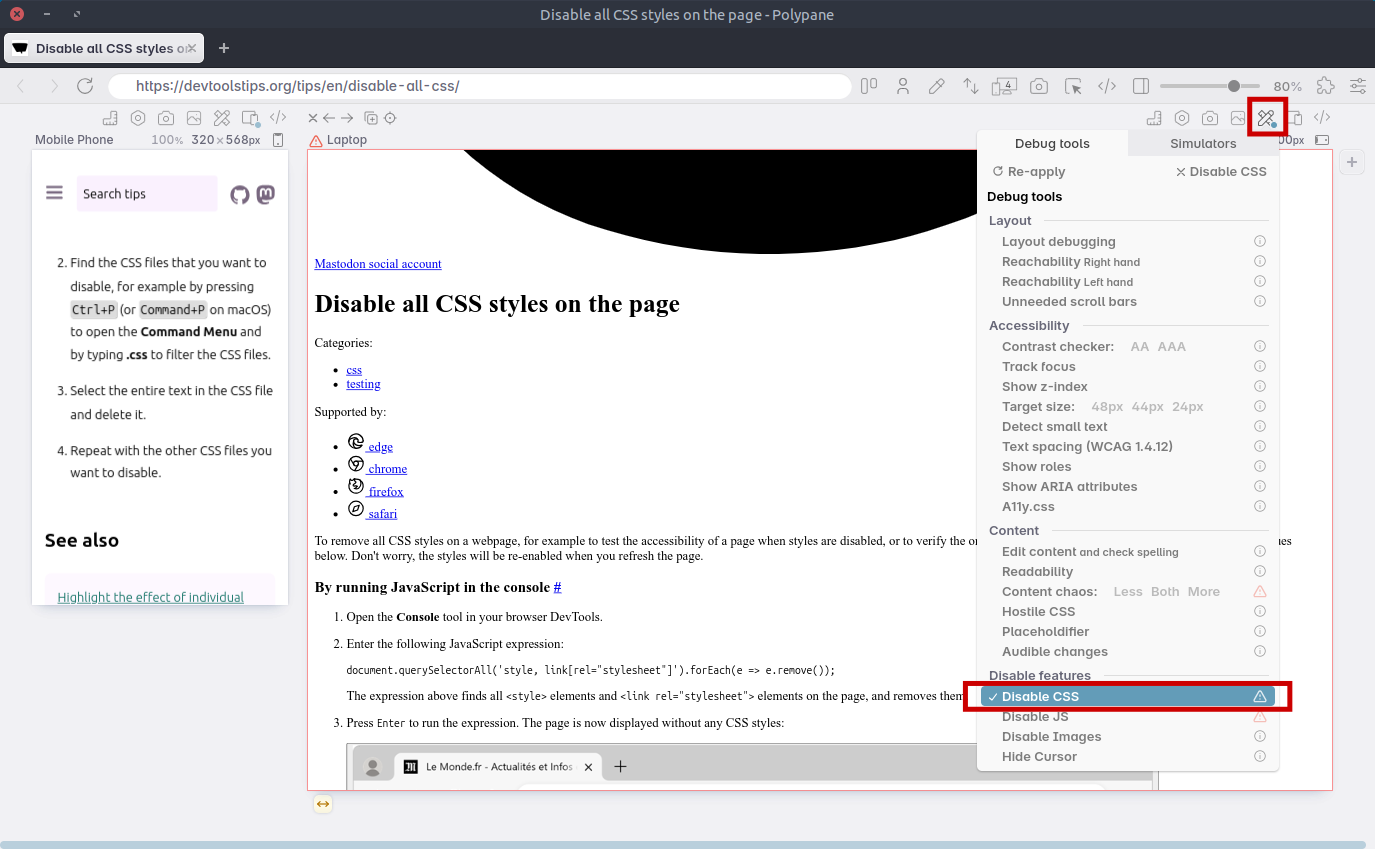 Disable all CSS styles on the page - Polypane
Disable all CSS styles
https://devtoolstips.org/tips/en/disable-all-css/
4
80%
Mobile Phone 100% 320 × 568px
Laptop
00px
Search tips
2. Find the CSS files that you want to
disable, for example by pressing
Ctrl+P (or Command+P on macOS)
to open the Command Menu and
by typing .css to filter the CSS files.
3. Select the entire text in the CSS file
and delete it.
4. Repeat with the other CSS files you
want to disable.
See also
Highlight the effect of individual
Mastodon social account
Disable all CSS styles on the page
Categories:
css
testing
Supported by:
edge
chrome
firefox
safari
To remove all CSS styles on a webpage, for example to test the accessibility of a page when styles are disabled, or to verify the
below. Don't worry, the styles will be re-enabled when you refresh the page.
By running JavaScript in the console #
1. Open the Console tool in your browser DevTools.
2. Enter the following JavaScript expression:
document.querySelectorAll('style, link[rel="stylesheet"]').forEach(e => e.remove());
The expression above finds all <style> elements and <link rel="stylesheet"> elements on the page, and removes them
3. Press Enter to run the expression. The page is now displayed without any CSS styles:
Le Monde.fr - Actualités et Infos
Debug tools Simulators
Re-apply Disable CSS
Debug tools
Layout
Layout debugging
Reachability Right hand
Reachability Left hand
Unneeded scroll bars
Accessibility
Contrast checker: AA AAA
Track focus
Show z-index
Target size: 48px 44px 24px
Detect small text
Text spacing (WCAG 1.4.12)
Show roles
Show ARIA attributes
A11y.css
Content
Edit content and check spelling
Readability
Content chaos: Less Both More
Hostile CSS
Placeholdifier
Audible changes
Disable features
✓ Disable CSS
Disable JS
Disable Images
Hide Cursor